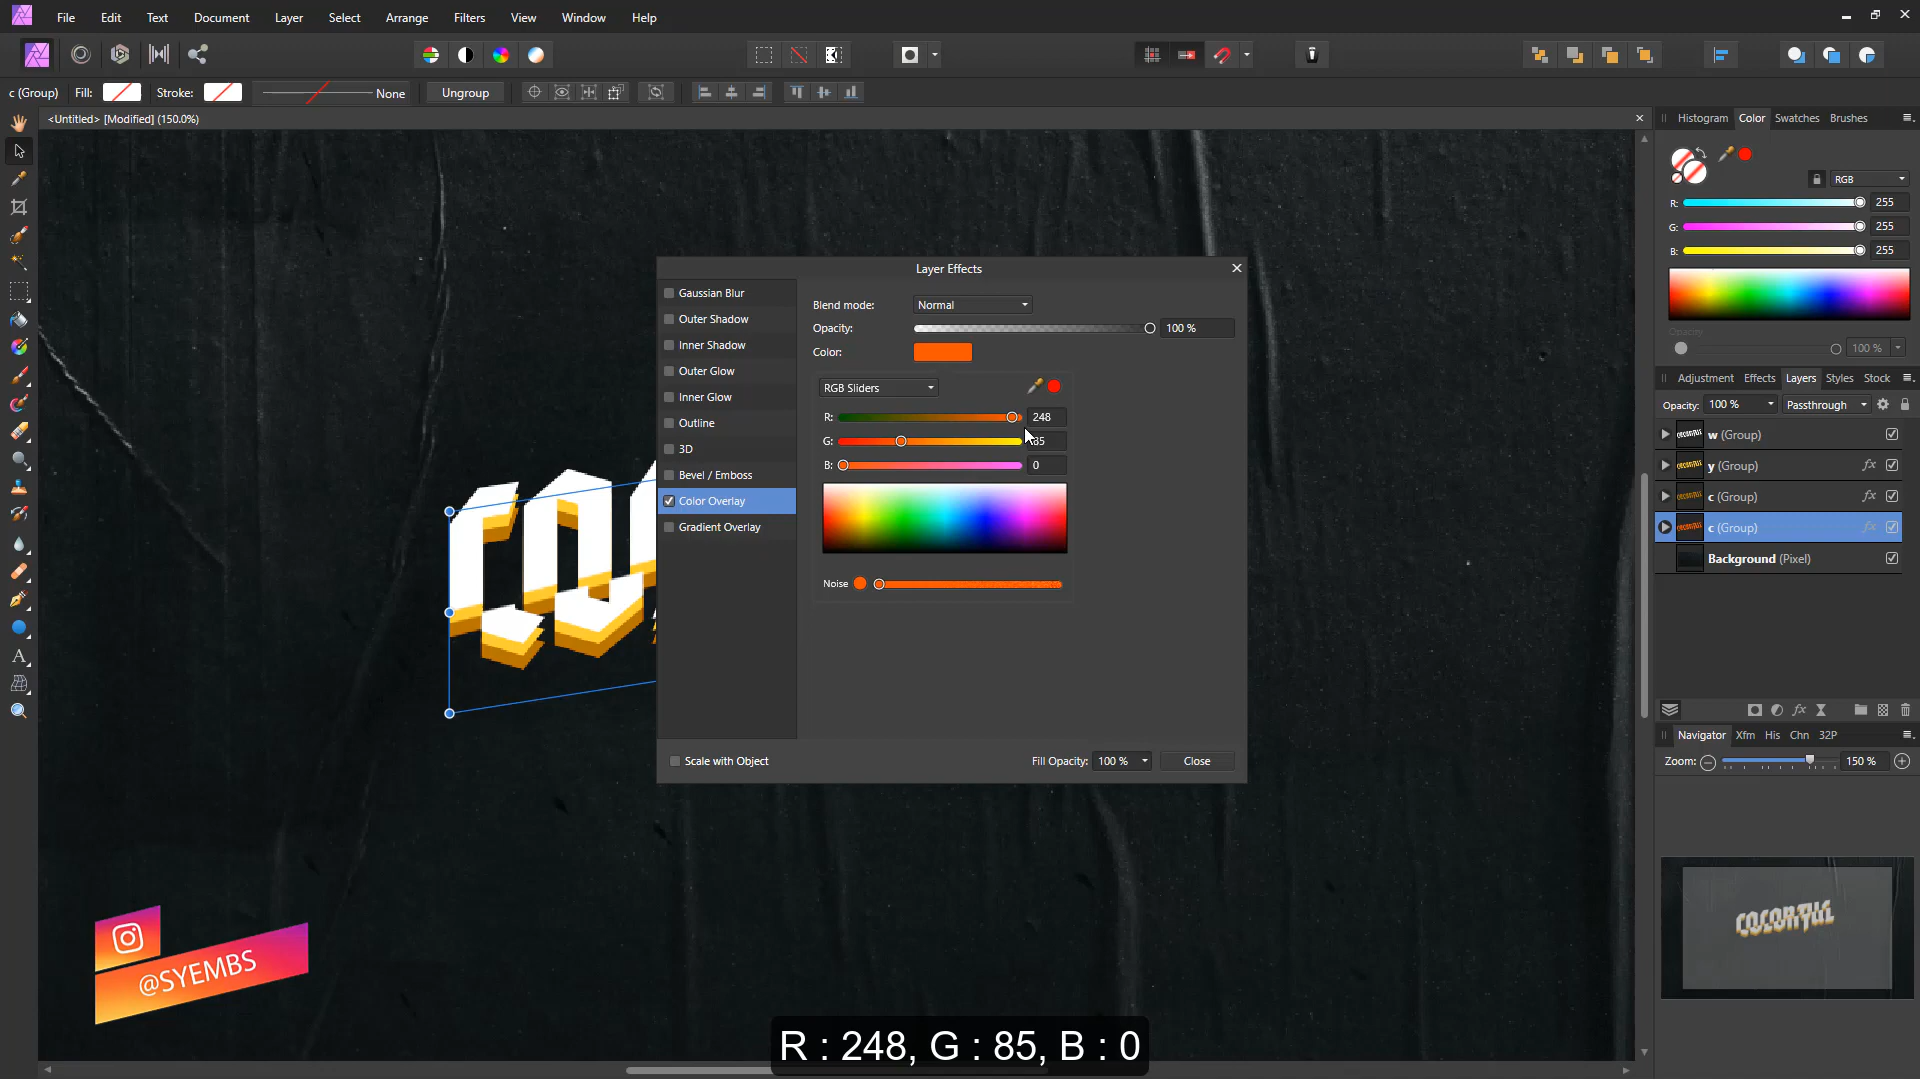 File Edit Text Document Layer Select Arrange Filters View Window Help
c (Group) Fill: Stroke: None Ungroup
<Untitled> [Modified] (150.0%)
Histogram Color Swatches Brushes
RGB
R: 255
G: 255
B: 255
Opacity
100 %
Adjustment Effects Layers Styles Stock
Opacity: 100 % Passthrough
w (Group)
y (Group)
c (Group)
c (Group)
Background (Pixel)
Navigator Xfm His Chn 32P
Zoom: 150 %
COLORFUL
Layer Effects
Gaussian Blur
Outer Shadow
Inner Shadow
Outer Glow
Inner Glow
Outline
3D
Bevel / Emboss
Color Overlay
Gradient Overlay
Blend mode: Normal
Opacity: 100 %
Color:
RGB Sliders
R: 248
G: 85
B: 0
Noise
Scale with Object
Fill Opacity: 100 % Close
@SYEMBS
R : 248, G : 85, B : 0